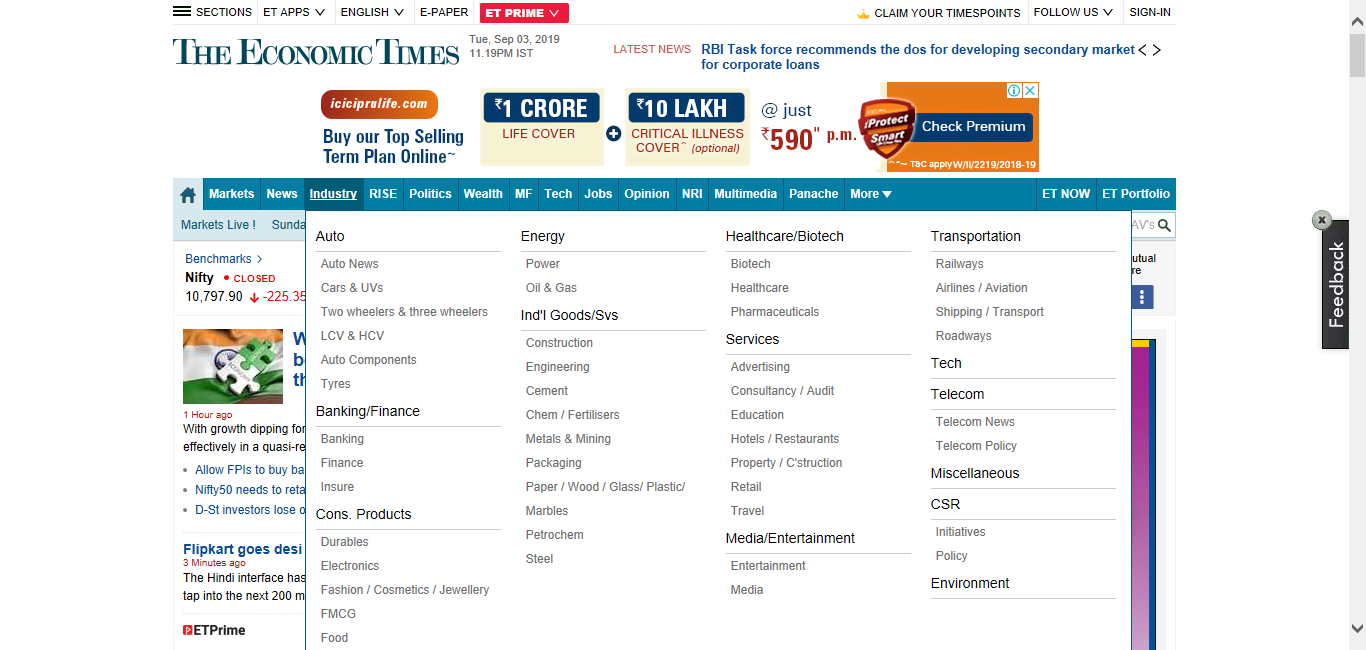 SECTIONS ET APPS ENGLISH E-PAPER ET PRIME CLAIM YOUR TIMESPOINTS FOLLOW US SIGN-IN
THE ECONOMIC TIMES
Tue, Sep 03, 2019
11.19PM IST
LATEST NEWS RBI Task force recommends the dos for developing secondary market
for corporate loans
iciciprulife.com
Buy our Top Selling
Term Plan Online~
₹1 CRORE
LIFE COVER
₹10 LAKH
CRITICAL ILLNESS
COVER^ (optional)
@ just
₹590" p.m.
iProtect
Smart
Check Premium
^~ T&C apply W/II/2219/2018-19
Markets News Industry RISE Politics Wealth MF Tech Jobs Opinion NRI Multimedia Panache More ET NOW ET Portfolio
Markets Live ! Sunda
AV's
Benchmarks
Nifty CLOSED
10,797.90 -225.35
utual
re
W
b
th
1 Hour ago
With growth dipping for
effectively in a quasi-re
Allow FPIs to buy ba
Nifty50 needs to reta
D-St investors lose o
Flipkart goes desi
3 Minutes ago
The Hindi interface has
tap into the next 200 m
ETPrime
Auto
Auto News
Cars & UVs
Two wheelers & three wheelers
LCV & HCV
Auto Components
Tyres
Banking/Finance
Banking
Finance
Insure
Cons. Products
Durables
Electronics
Fashion / Cosmetics / Jewellery
FMCG
Food
Energy
Power
Oil & Gas
Ind'l Goods/Svs
Construction
Engineering
Cement
Chem / Fertilisers
Metals & Mining
Packaging
Paper / Wood / Glass/ Plastic/
Marbles
Petrochem
Steel
Healthcare/Biotech
Biotech
Healthcare
Pharmaceuticals
Services
Advertising
Consultancy / Audit
Education
Hotels / Restaurants
Property / C'struction
Retail
Travel
Media/Entertainment
Entertainment
Media
Transportation
Railways
Airlines / Aviation
Shipping / Transport
Roadways
Tech
Telecom
Telecom News
Telecom Policy
Miscellaneous
CSR
Initiatives
Policy
Environment
x
Feedback